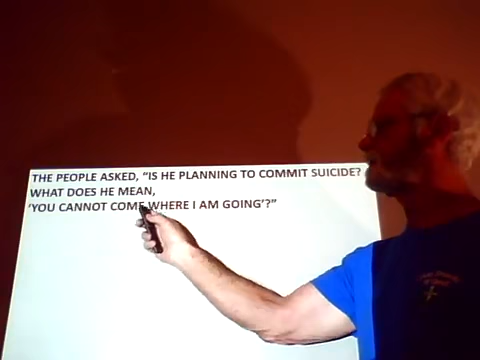 THE PEOPLE ASKED, “IS HE PLANNING TO COMMIT SUICIDE?
WHAT DOES HE MEAN,
‘YOU CANNOT COME WHERE I AM GOING’?”